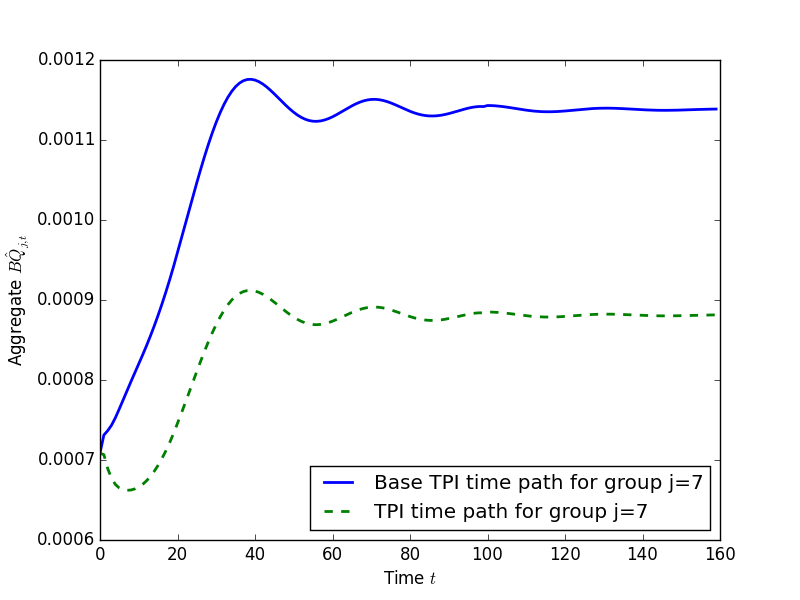 0.0012
0.0011
0.0010
0.0009
0.0008
0.0007
0.0006
Aggregate $\hat{BQ}_{j,t}$
Base TPI time path for group j=7
TPI time path for group j=7
0 20 40 60 80 100 120 140 160
Time t